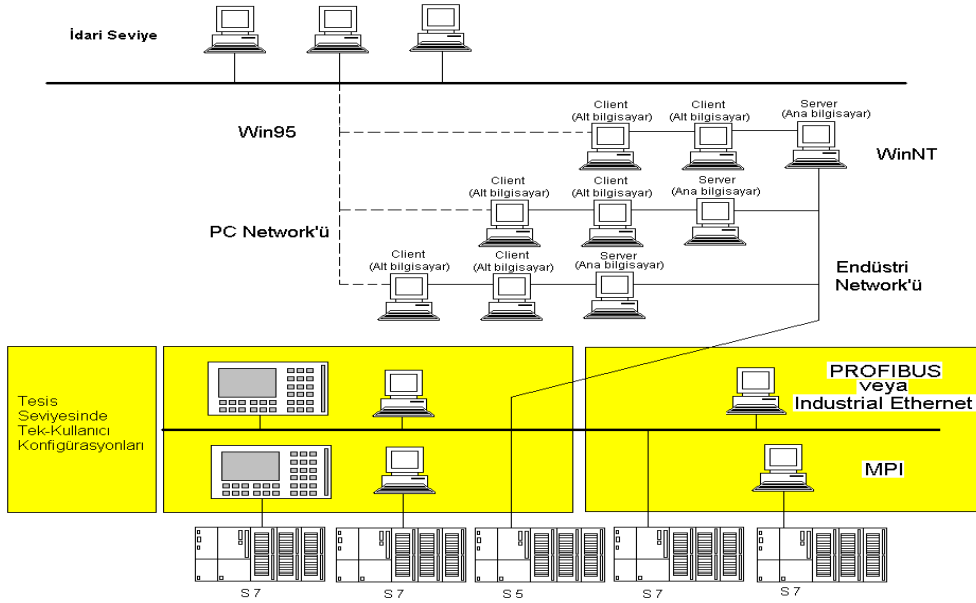 İdari Seviye
Win95
Client
(Alt bilgisayar)
Client
(Alt bilgisayar)
Server
(Ana bilgisayar)
WinNT
Client
(Alt bilgisayar)
Client
(Alt bilgisayar)
Server
(Ana bilgisayar)
PC Network'ü
Client
(Alt bilgisayar)
Client
(Alt bilgisayar)
Server
(Ana bilgisayar)
Endüstri
Network'ü
Tesis
Seviyesinde
Tek-Kullanıcı
Konfigürasyonları
PROFIBUS
veya
Industrial Ethernet
MPI
S 7
S 7
S 5
S 7
S 7